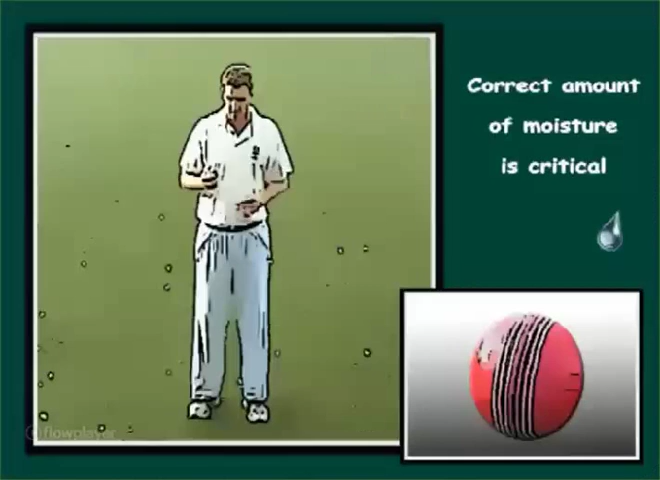 Correct amount
of moisture
is critical
flowplayer